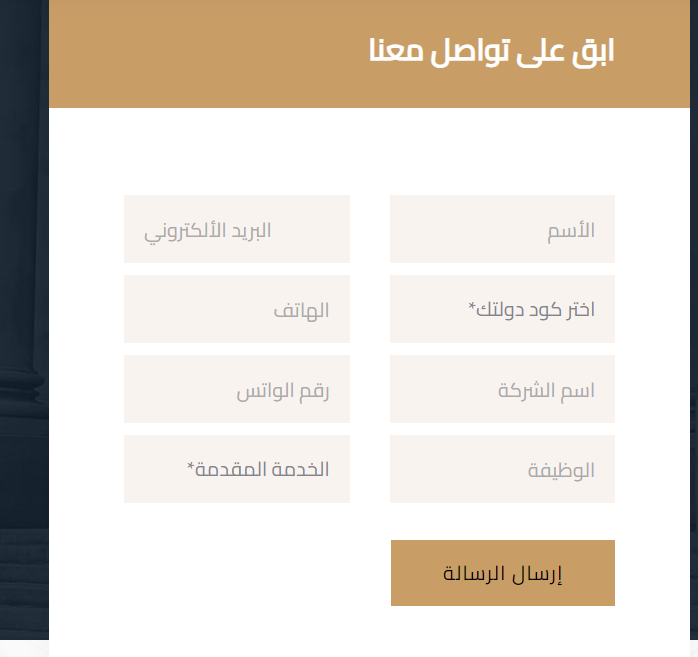 ابق على تواصل معنا
الأسم
البريد الألكتروني
اختر كود دولتك*
الهاتف
اسم الشركة
رقم الواتس
الوظيفة
الخدمة المقدمة*
إرسال الرسالة